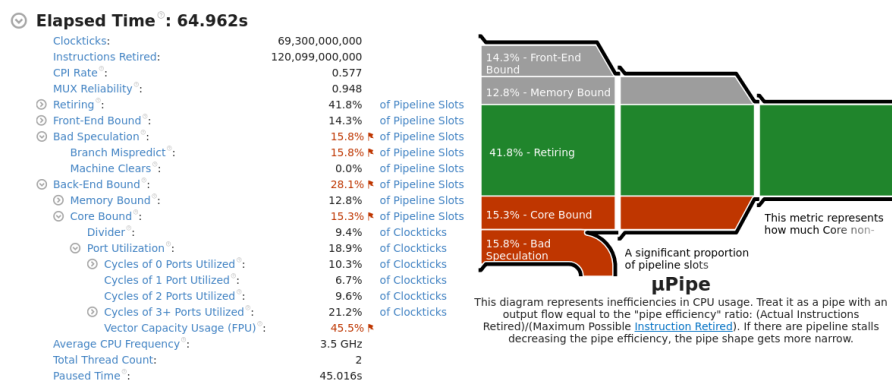 Elapsed Time: 64.962s
Clockticks: 69,300,000,000
Instructions Retired: 120,099,000,000
CPI Rate: 0.577
MUX Reliability: 0.948
Retiring: 41.8% of Pipeline Slots
Front-End Bound: 14.3% of Pipeline Slots
Bad Speculation: 15.8% of Pipeline Slots
Branch Mispredict: 15.8% of Pipeline Slots
Machine Clears: 0.0% of Pipeline Slots
Back-End Bound: 28.1% of Pipeline Slots
Memory Bound: 12.8% of Pipeline Slots
Core Bound: 15.3% of Pipeline Slots
Divider: 9.4% of Clockticks
Port Utilization: 18.9% of Clockticks
Cycles of 0 Ports Utilized: 10.3% of Clockticks
Cycles of 1 Port Utilized: 6.7% of Clockticks
Cycles of 2 Ports Utilized: 9.6% of Clockticks
Cycles of 3+ Ports Utilized: 21.2% of Clockticks
Vector Capacity Usage (FPU): 45.5%
Average CPU Frequency: 3.5 GHz
Total Thread Count: 2
Paused Time: 45.016s
14.3% - Front-End
Bound
12.8% - Memory Bound
41.8% - Retiring
15.3% - Core Bound
15.8% - Bad
Speculation
A significant proportion
of pipeline slots
This metric represents
how much Core non-
µPipe
This diagram represents inefficiencies in CPU usage. Treat it as a pipe with an
output flow equal to the "pipe efficiency" ratio: (Actual Instructions
Retired)/(Maximum Possible Instruction Retired). If there are pipeline stalls
decreasing the pipe efficiency, the pipe shape gets more narrow.